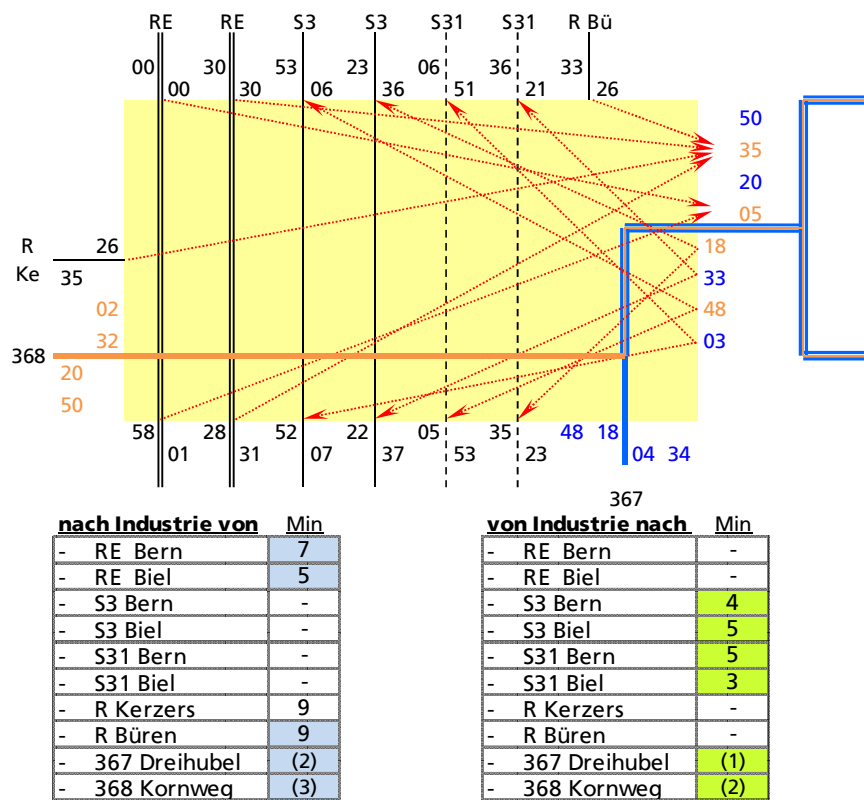 RE RE S3 S3 S31 S31 R Bü
00 30 53 23 06 36 33
00 30 06 36 51 21 26
50
35
20
05
R 26 18
Ke 35 33
02 48
32 03
368
20
50
58 28 52 22 05 35 48 18
01 31 07 37 53 23 04 34
367
nach Industrie von Min
- RE Bern 7
- RE Biel 5
- S3 Bern -
- S3 Biel -
- S31 Bern -
- S31 Biel -
- R Kerzers 9
- R Büren 9
- 367 Dreihubel (2)
- 368 Kornweg (3)
von Industrie nach Min
- RE Bern -
- RE Biel -
- S3 Bern 4
- S3 Biel 5
- S31 Bern 5
- S31 Biel 3
- R Kerzers -
- R Büren -
- 367 Dreihubel (1)
- 368 Kornweg (2)